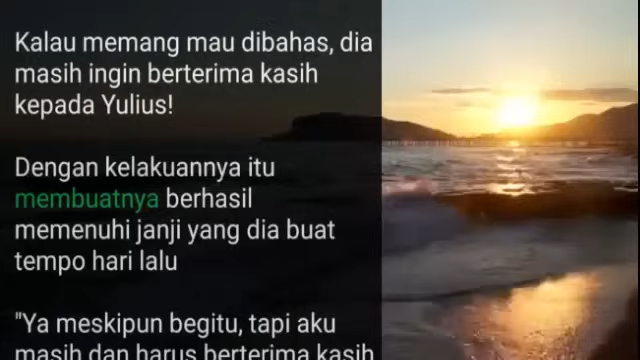 Kalau memang mau dibahas, dia
masih ingin berterima kasih
kepada Yulius!
Dengan kelakuannya itu
membuatnya berhasil
memenuhi janji yang dia buat
tempo hari lalu
"Ya meskipun begitu, tapi aku
masih dan harus berterima kasih